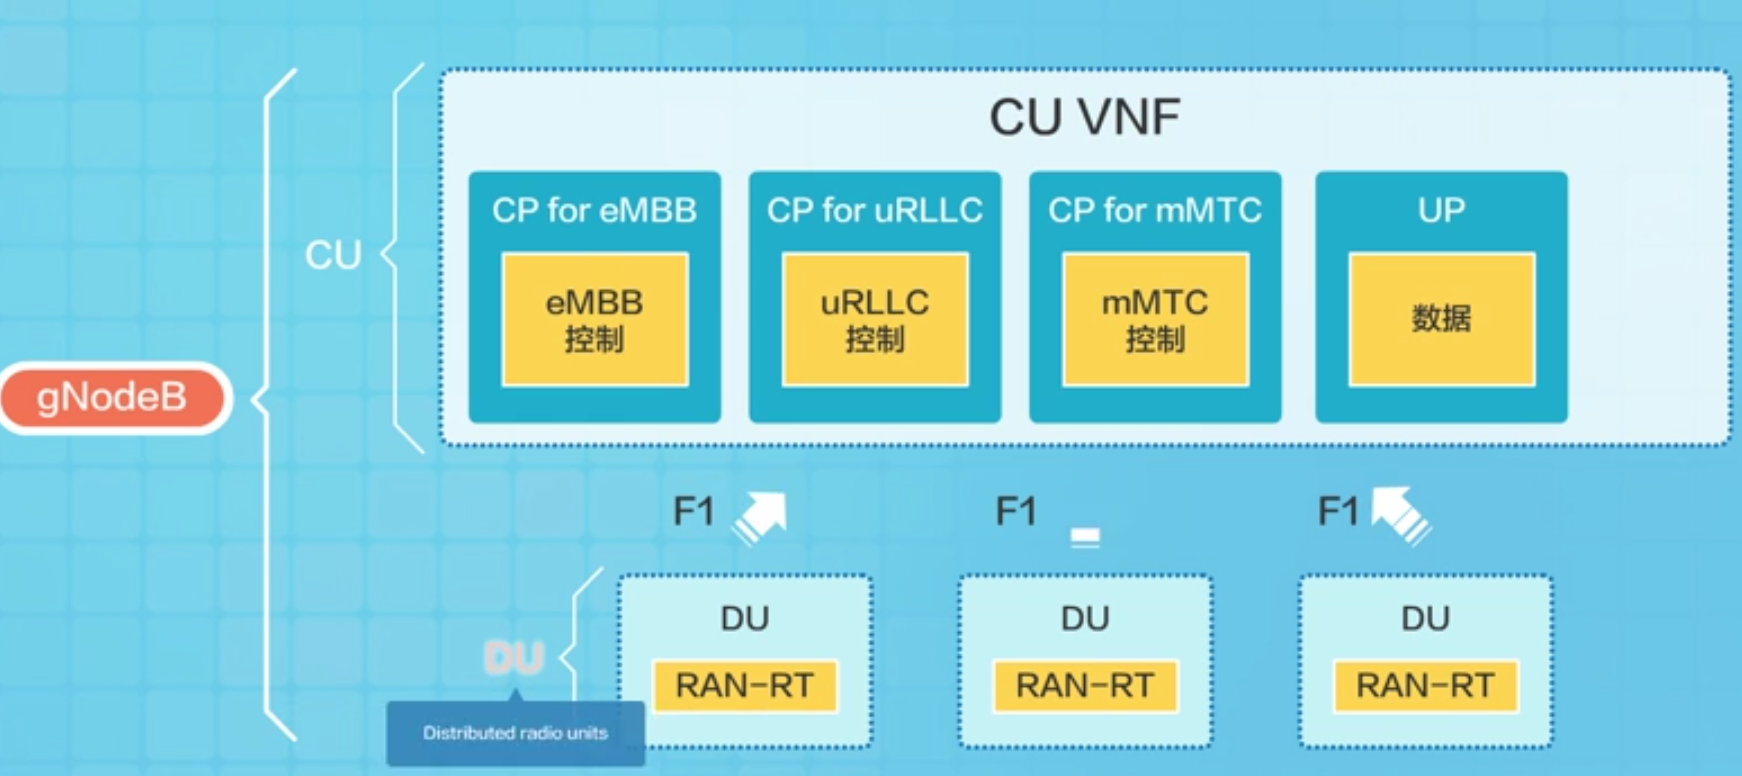 CU VNF
CP for eMBB
CP for uRLLC
CP for mMTC
UP
CU
eMBB
控制
uRLLC
控制
mMTC
控制
数据
gNodeB
F1
F1
F1
DU
DU
DU
DU
RAN-RT
RAN-RT
RAN-RT
Distributed radio units